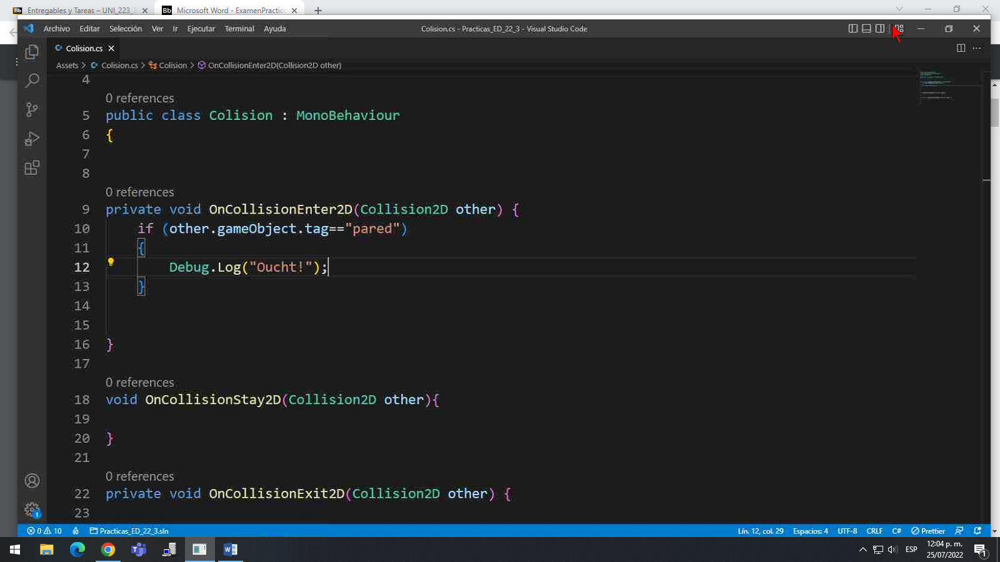 Entregables y Tareas – UNI_223_
Microsoft Word - ExamenPractico
Archivo Editar Selección Ver Ir Ejecutar Terminal Ayuda
Colision.cs - Practicas_ED_22_3 - Visual Studio Code
Colision.cs
Assets > Colision.cs > Colision > OnCollisionEnter2D(Collision2D other)
4
0 references
5 public class Colision : MonoBehaviour
6 {
7
8
0 references
9 private void OnCollisionEnter2D(Collision2D other) {
10 if (other.gameObject.tag=="pared")
11 {
12 Debug.Log("Oucht!");
13 }
14
15
16 }
17
0 references
18 void OnCollisionStay2D(Collision2D other){
19
20 }
21
0 references
22 private void OnCollisionExit2D(Collision2D other) {
23
0 10 Practicas_ED_22_3.sln Lín. 12, col. 29 Espacios: 4 UTF-8 CRLF C# Prettier
ESP 12:04 p. m.
25/07/2022